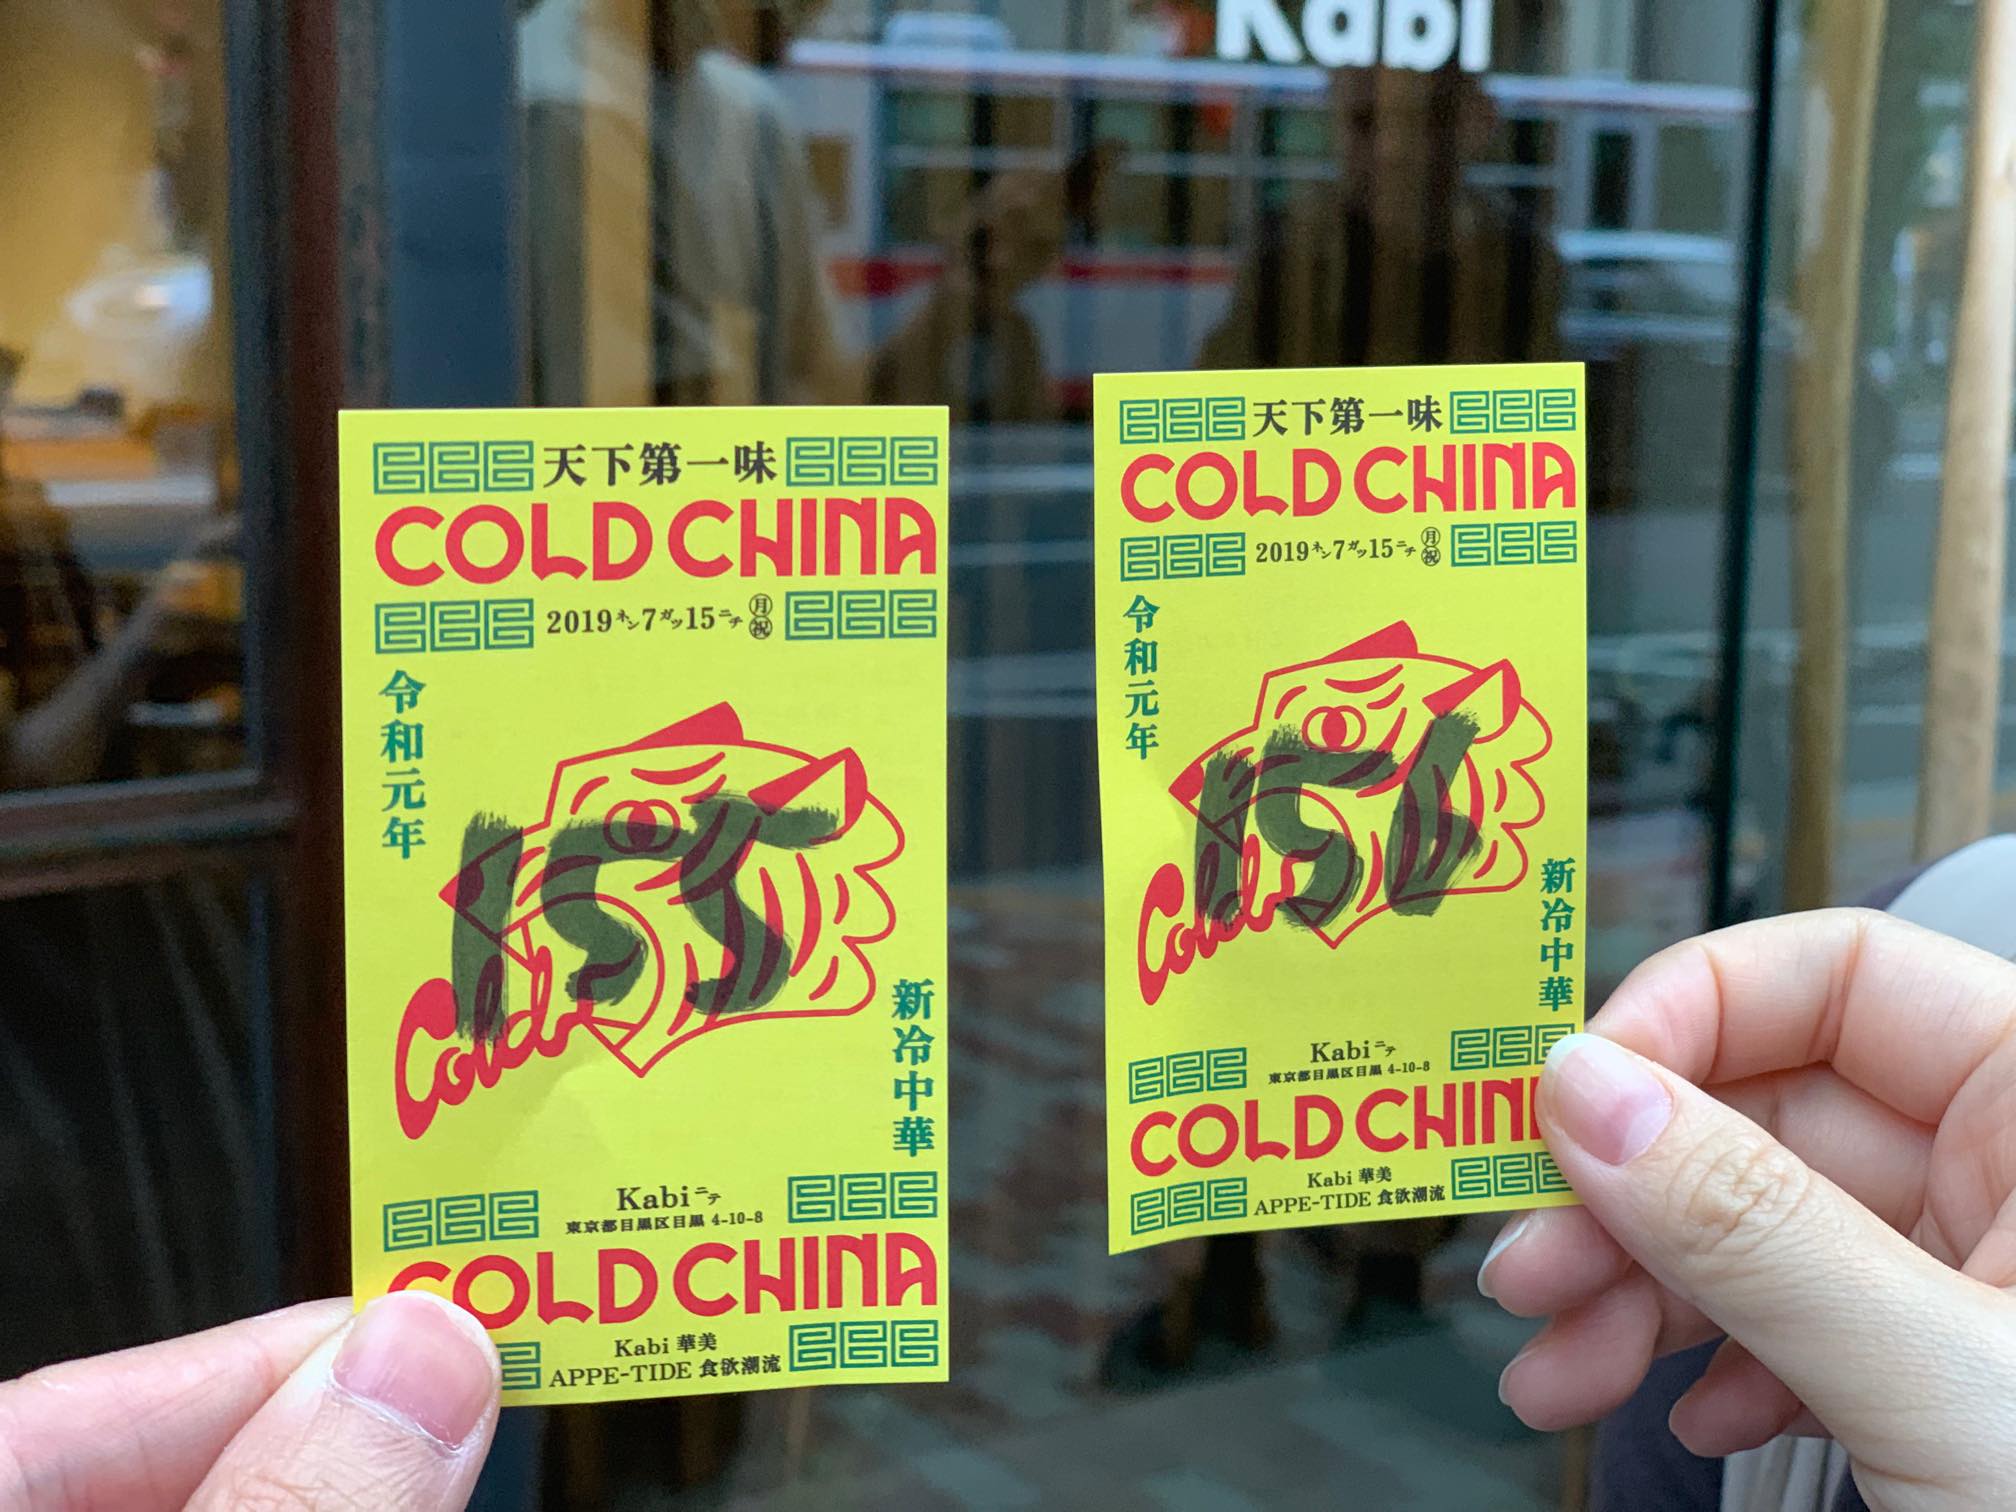 Kabi
天下第一味
COLD CHINA
2019ネン7ガツ15ニチ㊊㊗
令和元年
155
Cold
新冷中華
Kabiニテ
東京都目黒区目黒 4-10-8
COLD CHINA
Kabi 華美
APPE-TIDE 食欲潮流
天下第一味
COLD CHINA
2019ネン7ガツ15ニチ㊊㊗
令和元年
156
Cold
新冷中華
Kabiニテ
東京都目黒区目黒 4-10-8
COLD CHIN
Kabi 華美
APPE-TIDE 食欲潮流